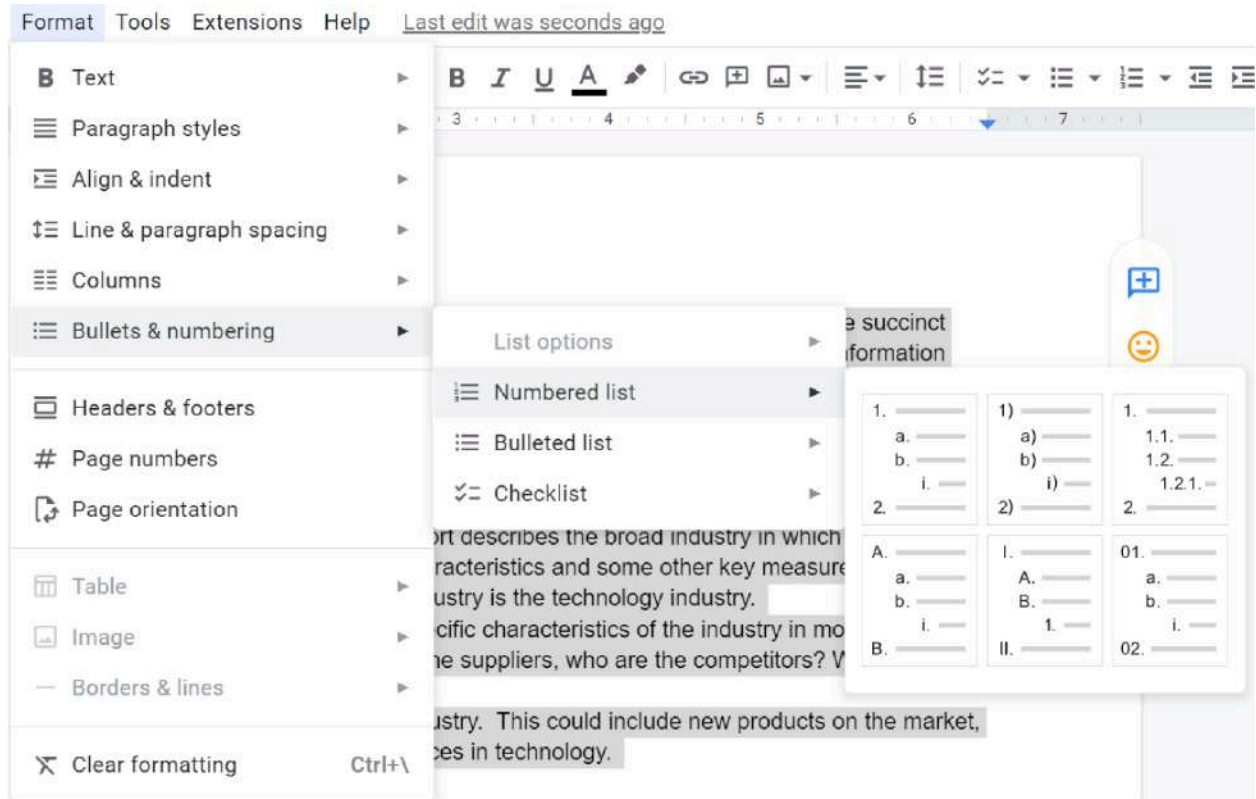 Format Tools Extensions Help Last edit was seconds ago
B Text
B I U A
3 4 5 6 7
Paragraph styles
Align & indent
Line & paragraph spacing
Columns
Bullets & numbering
Headers & footers
# Page numbers
Page orientation
Table
Image
Borders & lines
Clear formatting Ctrl+\
List options
Numbered list
Bulleted list
Checklist
1.
a.
b.
i.
2.
1)
a)
b)
i)
2)
1.
1.1.
1.2.
1.2.1.
2.
A.
a.
b.
i.
B.
I.
A.
B.
1.
II.
01.
a.
b.
i.
02.
e succinct
formation
ort describes the broad industry in which
racteristics and some other key measure
ustry is the technology industry.
cific characteristics of the industry in mo
ne suppliers, who are the competitors? W
ustry. This could include new products on the market,
ces in technology.